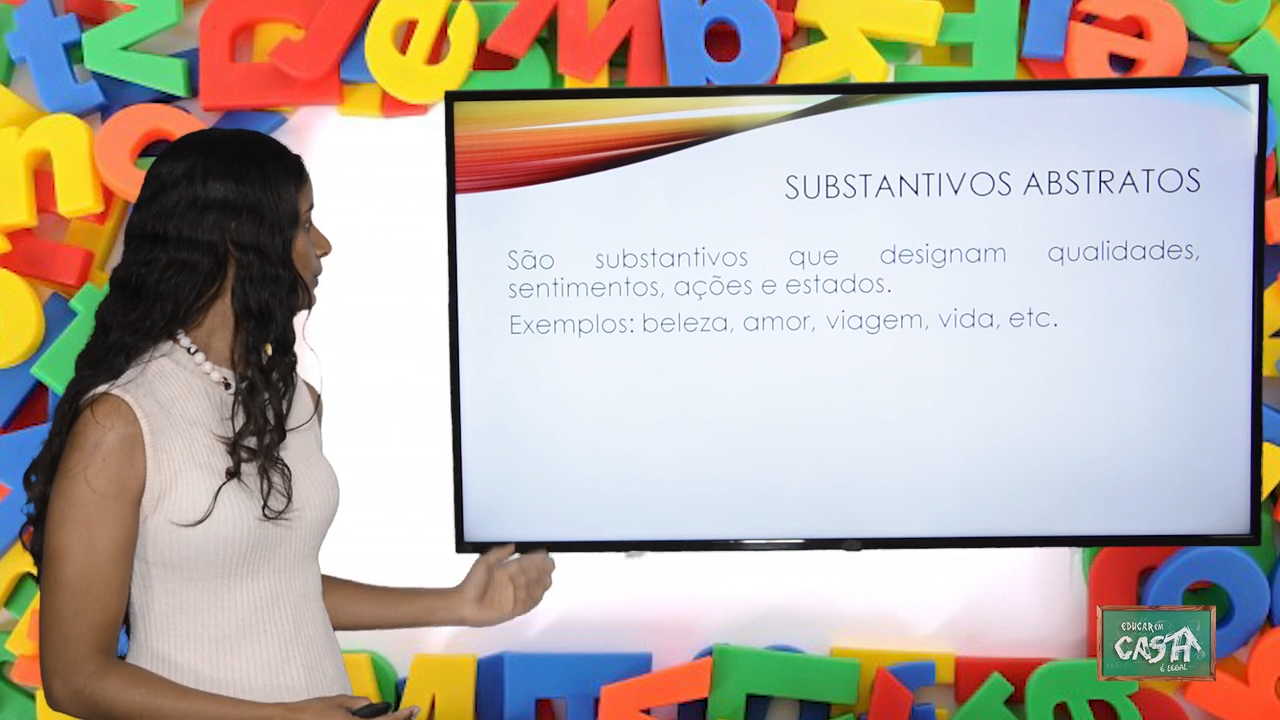 SUBSTANTIVOS ABSTRATOS
São substantivos que designam qualidades,
sentimentos, ações e estados.
Exemplos: beleza, amor, viagem, vida, etc.
EDUCAR EM
CASA
É LEGAL